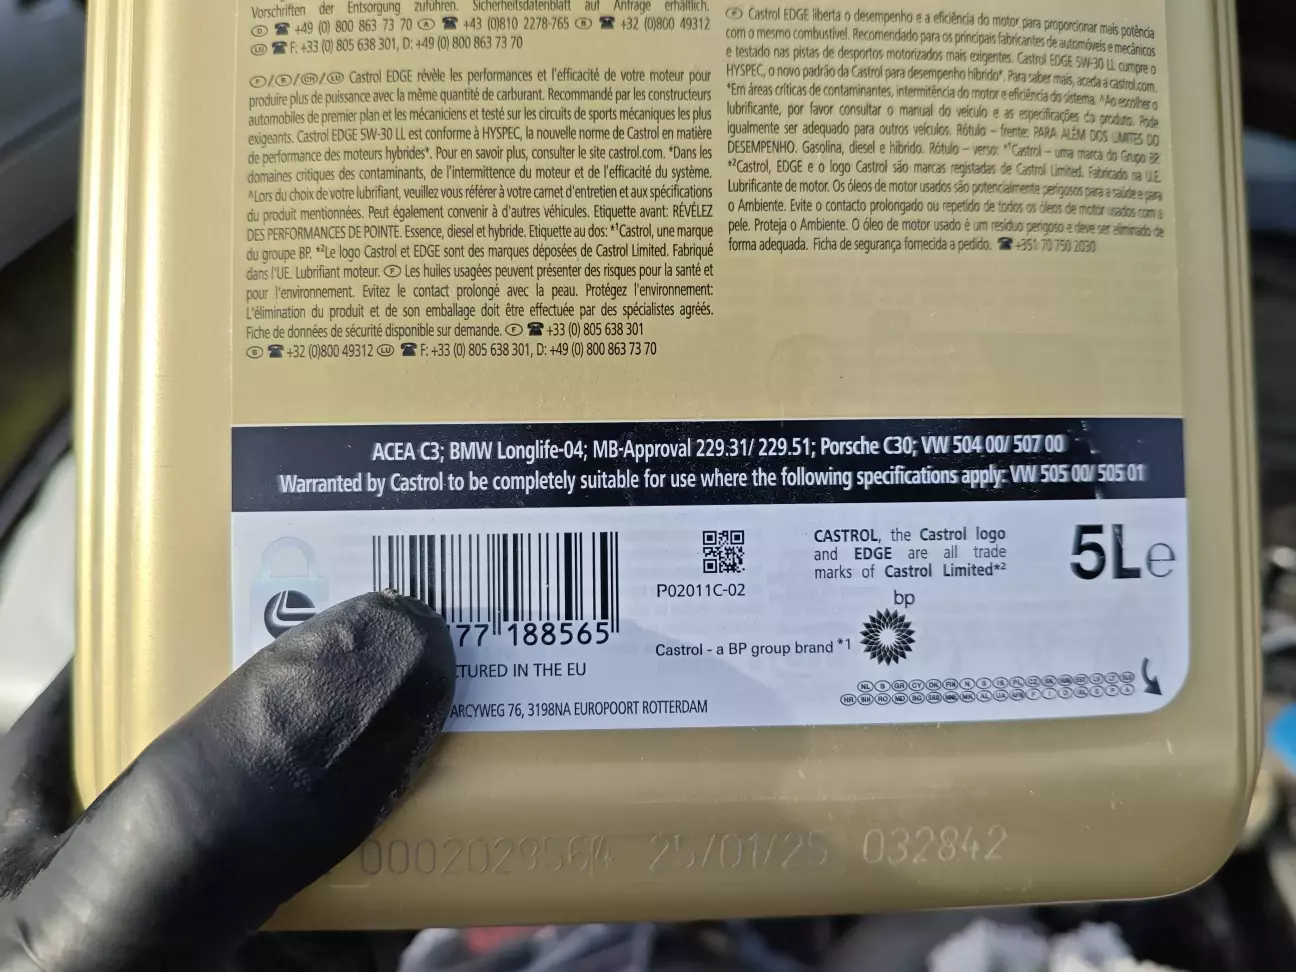 Vorschriften der Entsorgung zuführen. Sicherheitsdatenblatt auf Anfrage erhältlich.
D ☎ +49 (0) 800 863 73 70 A ☎ +43 (0)810 2278-765 B ☎ +32 (0)800 49312
LU ☎ F: +33 (0) 805 638 301, D: +49 (0) 800 863 73 70
F/B/CH/LU Castrol EDGE révèle les performances et l'efficacité de votre moteur pour
produire plus de puissance avec la même quantité de carburant. Recommandé par les constructeurs
automobiles de premier plan et les mécaniciens et testé sur les circuits de sports mécaniques les plus
exigeants. Castrol EDGE 5W-30 LL est conforme à HYSPEC, la nouvelle norme de Castrol en matière
de performance des moteurs hybrides*. Pour en savoir plus, consulter le site castrol.com. *Dans les
domaines critiques des contaminants, de l'intermittence du moteur et de l'efficacité du système.
^Lors du choix de votre lubrifiant, veuillez vous référer à votre carnet d'entretien et aux spécifications
du produit mentionnées. Peut également convenir à d'autres véhicules. Etiquette avant: RÉVÉLEZ
DES PERFORMANCES DE POINTE. Essence, diesel et hybride. Etiquette au dos: *¹Castrol, une marque
du groupe BP. *²Le logo Castrol et EDGE sont des marques déposées de Castrol Limited. Fabriqué
dans l'UE. Lubrifiant moteur. F Les huiles usagées peuvent présenter des risques pour la santé et
pour l'environnement. Evitez le contact prolongé avec la peau. Protégez l'environnement:
L'élimination du produit et de son emballage doit être effectuée par des spécialistes agréés.
Fiche de données de sécurité disponible sur demande. F ☎ +33 (0) 805 638 301
B ☎ +32 (0)800 49312 LU ☎ F: +33 (0) 805 638 301, D: +49 (0) 800 863 73 70
P Castrol EDGE liberta o desempenho e a eficiência do motor para proporcionar mais potência
com o mesmo combustível. Recomendado para os principais fabricantes de automóveis e mecânicos
e testado nas pistas de desportos motorizados mais exigentes. Castrol EDGE 5W-30 LL cumpre o
HYSPEC, o novo padrão da Castrol para desempenho híbrido*. Para saber mais, aceda a castrol.com.
*Em áreas críticas de contaminantes, intermitência do motor e eficiência do sistema. ^Ao escolher o
lubrificante, por favor consultar o manual do veículo e as especificações do produto. Pode
igualmente ser adequado para outros veículos. Rótulo – frente: PARA ALÉM DOS LIMITES DO
DESEMPENHO. Gasolina, diesel e híbrido. Rótulo – verso: *¹Castrol – uma marca do Grupo BP.
*²Castrol, EDGE e o logo Castrol são marcas registadas de Castrol Limited. Fabricado na U.E.
Lubrificante de motor. Os óleos de motor usados são potencialmente perigosos para a saúde e para
o Ambiente. Evite o contacto prolongado ou repetido de todos os óleos de motor usados com a
pele. Proteja o Ambiente. O óleo de motor usado é um resíduo perigoso e deve ser eliminado de
forma adequada. Ficha de segurança fornecida a pedido. ☎ +351 70 750 2030
ACEA C3; BMW Longlife-04; MB-Approval 229.31/ 229.51; Porsche C30; VW 504 00/ 507 00
Warranted by Castrol to be completely suitable for use where the following specifications apply: VW 505 00/ 505 01
77 188565
TURED IN THE EU
ARCYWEG 76, 3198NA EUROPOORT ROTTERDAM
P02011C-02
Castrol - a BP group brand *1
CASTROL, the Castrol logo
and EDGE are all trade
marks of Castrol Limited*²
bp
5L e
25/01/25 032842